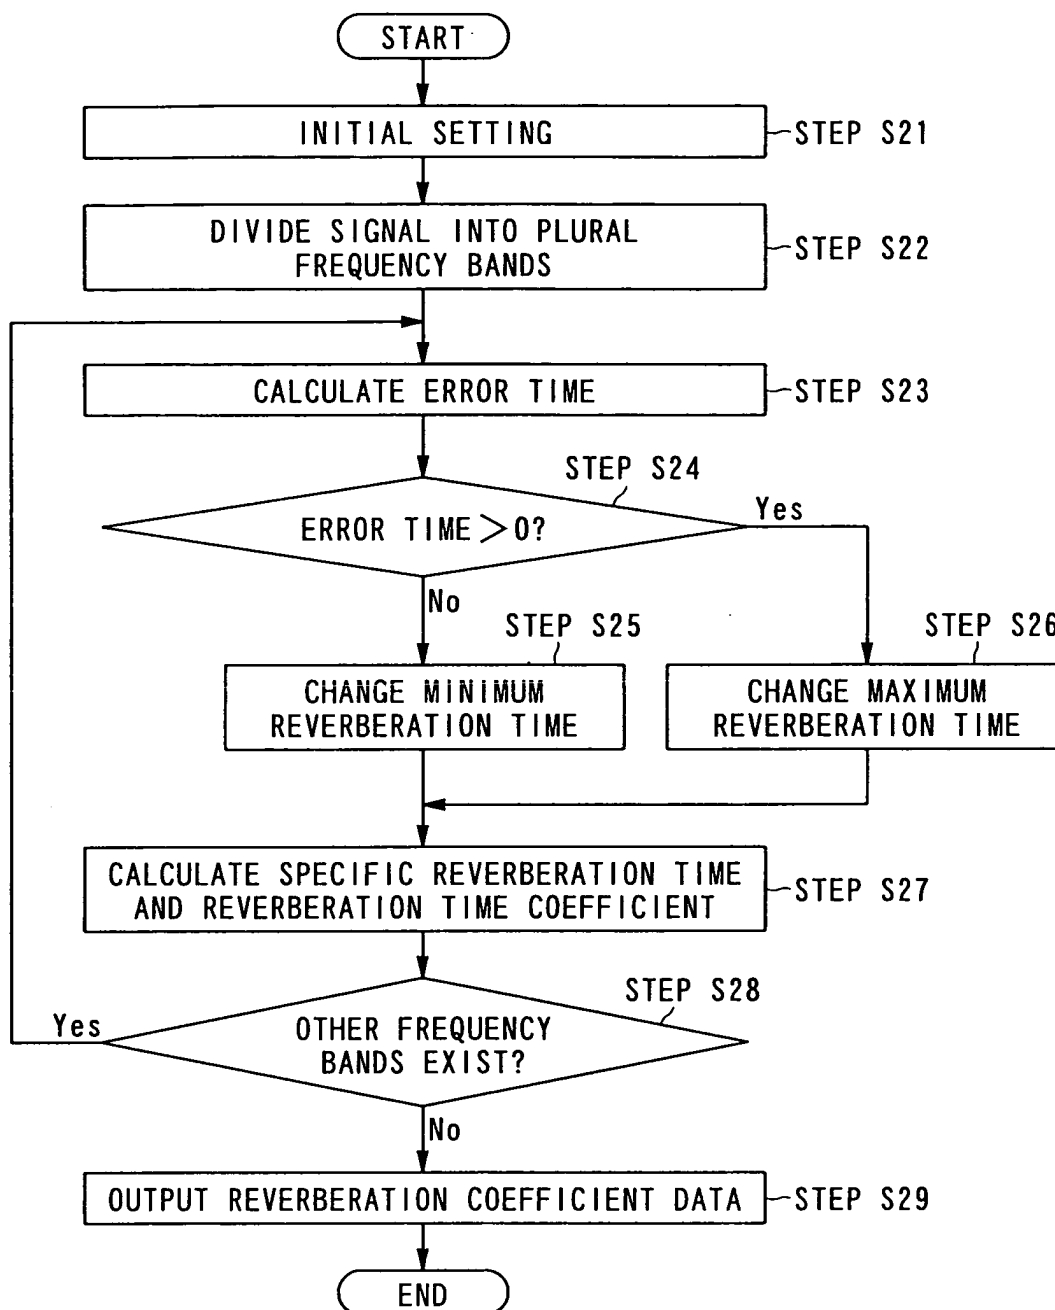 START
INITIAL SETTING
STEP S21
DIVIDE SIGNAL INTO PLURAL
FREQUENCY BANDS
STEP S22
CALCULATE ERROR TIME
STEP S23
STEP S24
ERROR TIME>0?
Yes
No
STEP S25
CHANGE MINIMUM
REVERBERATION TIME
STEP S26
CHANGE MAXIMUM
REVERBERATION TIME
CALCULATE SPECIFIC REVERBERATION TIME
AND REVERBERATION TIME COEFFICIENT
STEP S27
STEP S28
OTHER FREQUENCY
BANDS EXIST?
Yes
No
OUTPUT REVERBERATION COEFFICIENT DATA
STEP S29
END